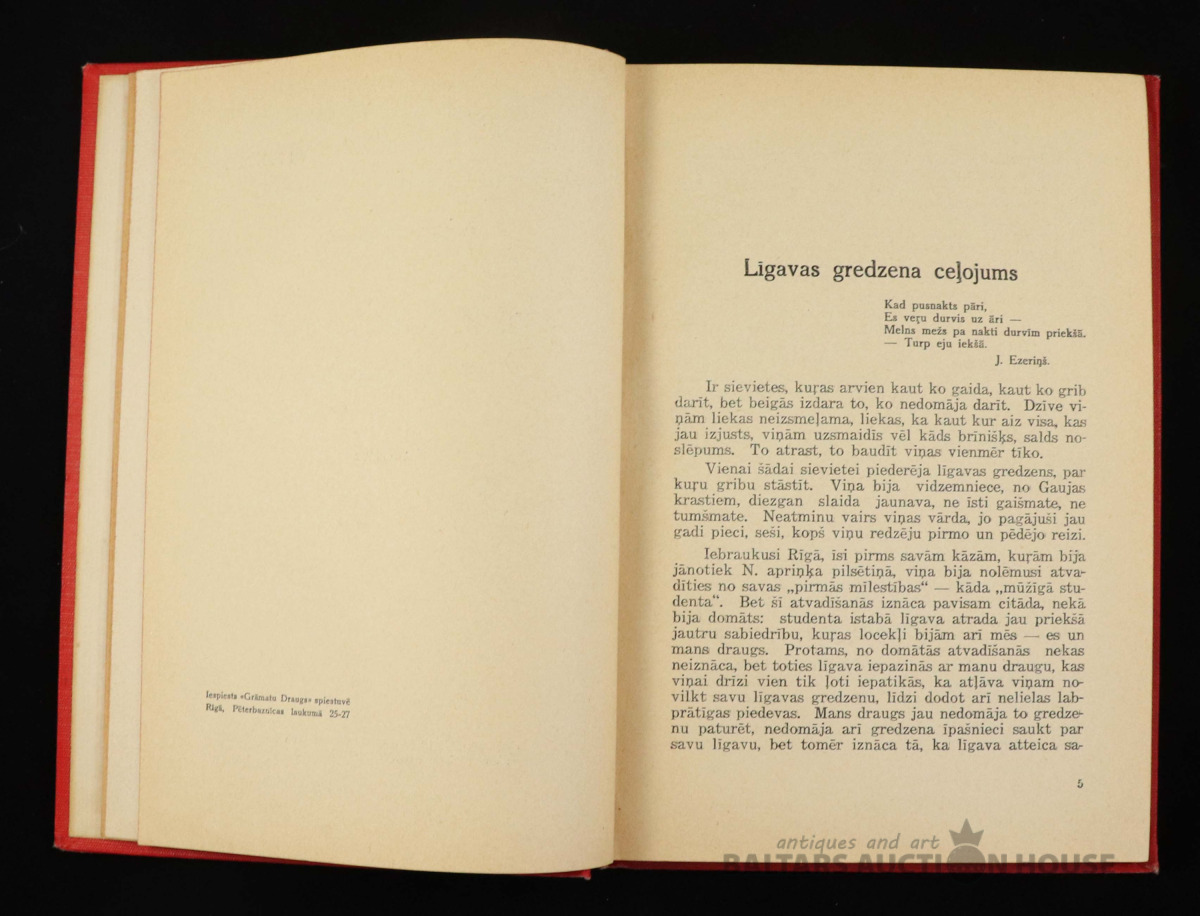 Iespiests «Grāmatu Draugs» spiestuvē
Rīgā, Pēterbaznīcas laukumā 25-27
Līgavas gredzena ceļojums
Kad pusnakts pāri,
Es veŗu durvis uz āri —
Melns mežs pa nakti durvīm priekšā.
— Turp eju iekšā.
J. Ezeriņš.
Ir sievietes, kuŗas arvien kaut ko gaida, kaut ko grib
darīt, bet beigās izdara to, ko nedomāja darīt. Dzīve vi-
ņām liekas neizsmeļama, liekas, ka kaut kur aiz visa, kas
jau izjusts, viņām uzsmaidīs vēl kāds brīnišķs, salds no-
slēpums. To atrast, to baudīt viņas vienmēr tīko.
Vienai šādai sievietei piederēja līgavas gredzens, par
kuŗu gribu stāstīt. Viņa bija vidzemniece, no Gaujas
krastiem, diezgan slaida jaunava, ne īsti gaišmate, ne
tumšmate. Neatminu vairs viņas vārda, jo pagājuši jau
gadi pieci, seši, kopš viņu redzēju pirmo un pēdējo reizi.
Iebraukusi Rīgā, īsi pirms savām kāzām, kuŗām bija
jānotiek N. apriņķa pilsētiņā, viņa bija nolēmusi atva-
dīties no savas „pirmās mīlestības“ — kāda „mūžīgā stu-
denta“. Bet šī atvadīšanās iznāca pavisam citāda, nekā
bija domāts: studenta istabā līgava atrada jau priekšā
jautru sabiedrību, kuŗas locekļi bijām arī mēs — es un
mans draugs. Protams, no domātās atvadīšanās nekas
neiznāca, bet toties līgava iepazinās ar manu draugu, kas
viņai drīzi vien tik ļoti iepatikās, ka atļāva viņam no-
vilkt savu līgavas gredzenu, līdzi dodot arī nelielas lab-
prātīgas piedevas. Mans draugs jau nedomāja to gredze-
nu paturēt, nedomāja arī gredzena īpašnieci saukt par
savu līgavu, bet tomēr iznāca tā, ka līgava atteica sa-
5
antiques and art
BALTARS AUCTION HOUSE